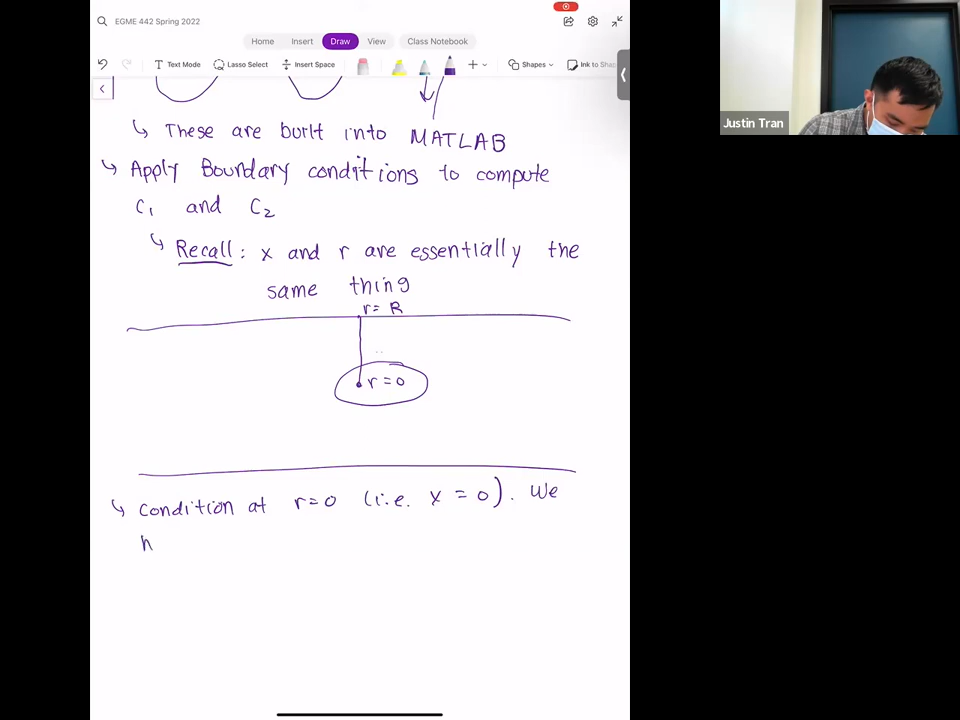 EGME 442 Spring 2022
Home Insert Draw View Class Notebook
Text Mode Lasso Select Insert Space Shapes Ink to Shap
↳ These are built into MATLAB
↳ Apply Boundary conditions to compute
C₁ and C₂
↳ Recall: x and r are essentially the
same thing
r = R
r = 0
↳ condition at r = 0 (i.e. x = 0). We
h
Justin Tran